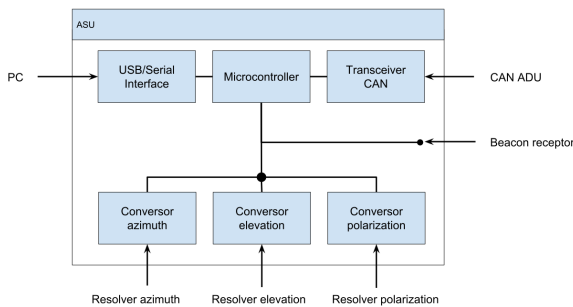 ASU
PC
USB/Serial
Interface
Microcontroller
Transceiver
CAN
CAN ADU
Beacon receptor
Conversor
azimuth
Conversor
elevation
Conversor
polarization
Resolver azimuth
Resolver elevation
Resolver polarization